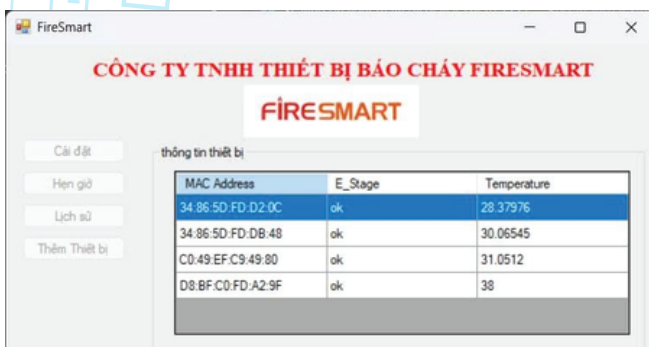 FireSmart
CÔNG TY TNHH THIẾT BỊ BÁO CHÁY FIRESMART
FIRESMART
Cài đặt
thông tin thiết bị
Hẹn giờ
Lịch sử
Thêm Thiết bị
MAC Address E_Stage Temperature
34:86:5D:FD:D2:0C ok 28.37976
34:86:5D:FD:DB:48 ok 30.06545
C0:49:EF:C9:49:80 ok 31.0512
D8:BF:C0:FD:A2:9F ok 38